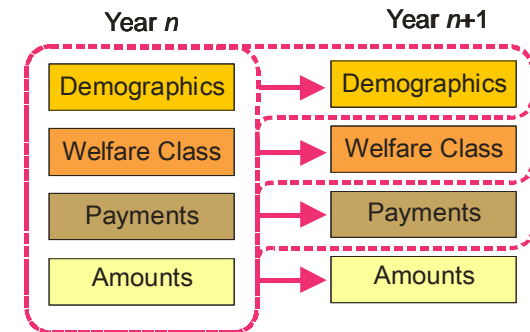 Year n
Year n+1
Demographics
Demographics
Welfare Class
Welfare Class
Payments
Payments
Amounts
Amounts